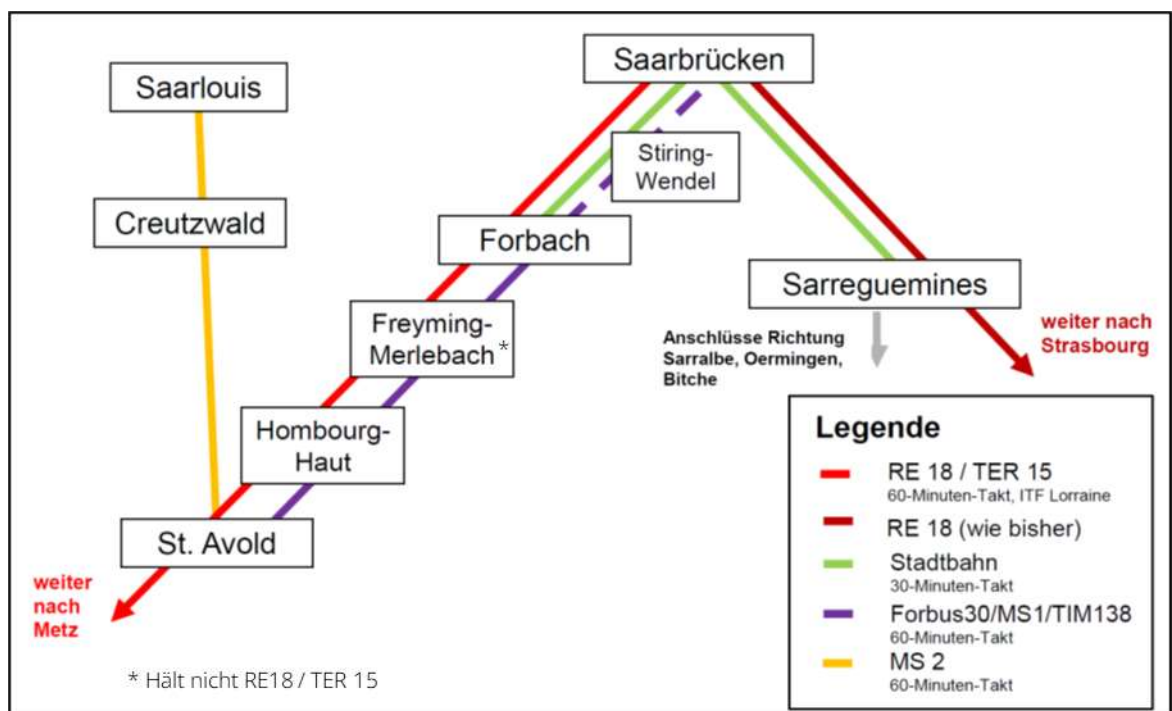 Saarbrücken
Saarlouis
Stiring-
Wendel
Creutzwald
Forbach
Sarreguemines
Freyming-
Merlebach *
Anschlüsse Richtung
Sarralbe, Oermingen,
Bitche
weiter nach
Strasbourg
Hombourg-
Haut
St. Avold
weiter
nach
Metz
* Hält nicht RE18 / TER 15
Legende
RE 18 / TER 15
60-Minuten-Takt, ITF Lorraine
RE 18 (wie bisher)
Stadtbahn
30-Minuten-Takt
Forbus30/MS1/TIM138
60-Minuten-Takt
MS 2
60-Minuten-Takt